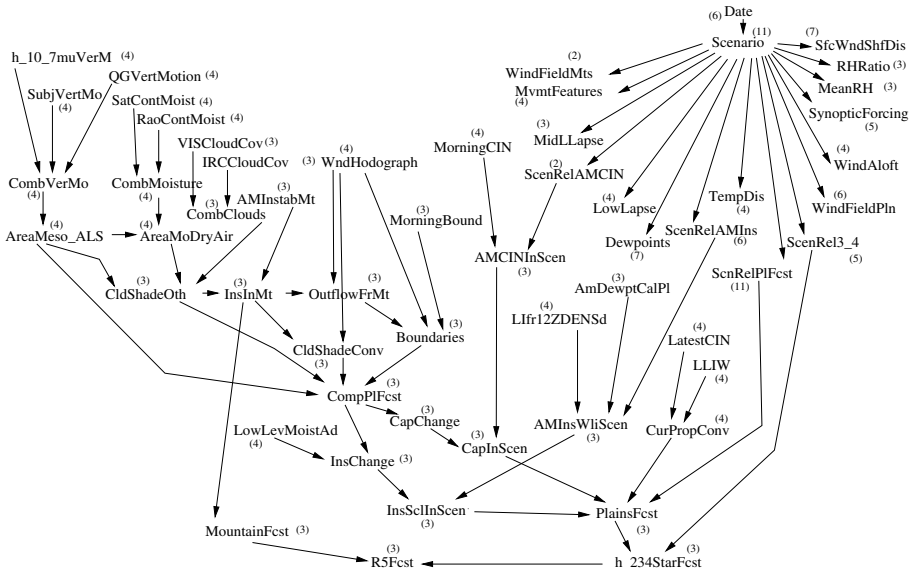 Date
(6)
Scenario (11)
(7)
SfcWndShfDis
RHRatio (3)
MeanRH (3)
SynopticForcing
(5)
(4)
WindAloft
(6)
WindFieldPln
(2)
WindFieldMts
MvmtFeatures
(4)
(3)
MidLLapse
(2)
ScenRelAMCIN
(4)
LowLapse
Dewpoints
(7)
TempDis
(4)
ScenRelAMIns
(6)
ScenRel3_4
(5)
ScnRelPlFcst
(11)
h_10_7muVerM (4)
QGVertMotion (4)
SubjVertMo
(4)
SatContMoist (4)
RaoContMoist (4)
VISCloudCov (3)
IRCCloudCov (3)
(4)
WndHodograph
(4)
MorningCIN
CombVerMo
(4)
CombMoisture
(4)
(3)
CombClouds
AMInstabMt
(3)
MorningBound
(4)
AreaMeso_ALS
(4)
AreaMoDryAir
AMCINInScen
(3)
(3)
CldShadeOth
(3)
InsInMt
OutflowFrMt
(3)
AmDewptCalPl
(4)
LIfr12ZDENSd
Boundaries (3)
CldShadeConv
(3)
(4)
LatestCIN
LLIW
(4)
CompPlFcst (3)
CapChange (3)
LowLevMoistAd
(4)
InsChange (3)
(3)
CapInScen
AMInsWliScen
(3)
CurPropConv (4)
InsSclInScen
(3)
PlainsFcst
(3)
MountainFcst (3)
(3)
R5Fcst
(3)
h_234StarFcst